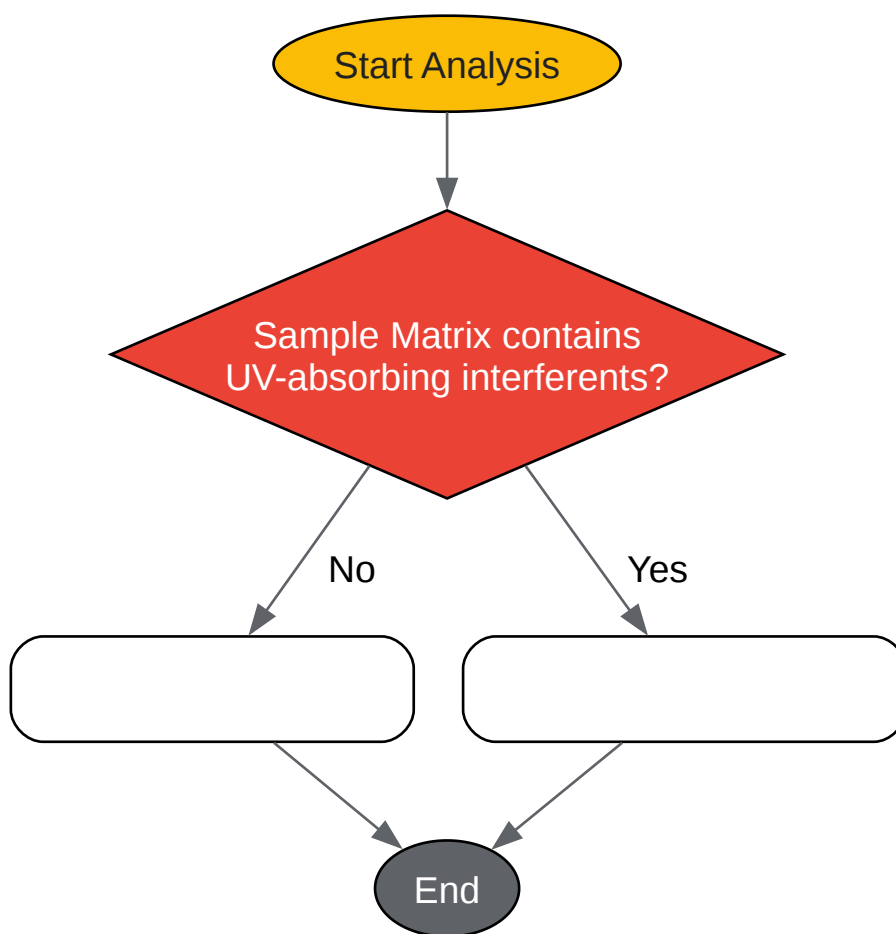 Start Analysis
Sample Matrix contains
UV-absorbing interferents?
No
Yes
End